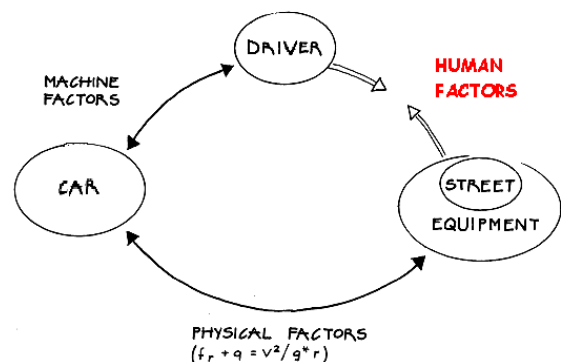 DRIVER
HUMAN
FACTORS
MACHINE
FACTORS
CAR
STREET
EQUIPMENT
PHYSICAL FACTORS
(fr + q = v²/g*r)